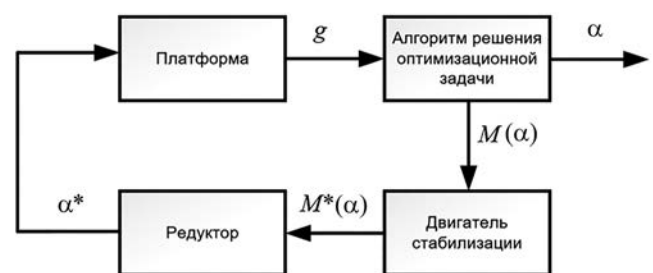 Платформа
g
Алгоритм решения
оптимизационной
задачи
α
M(α)
α*
Редуктор
M*(α)
Двигатель
стабилизации